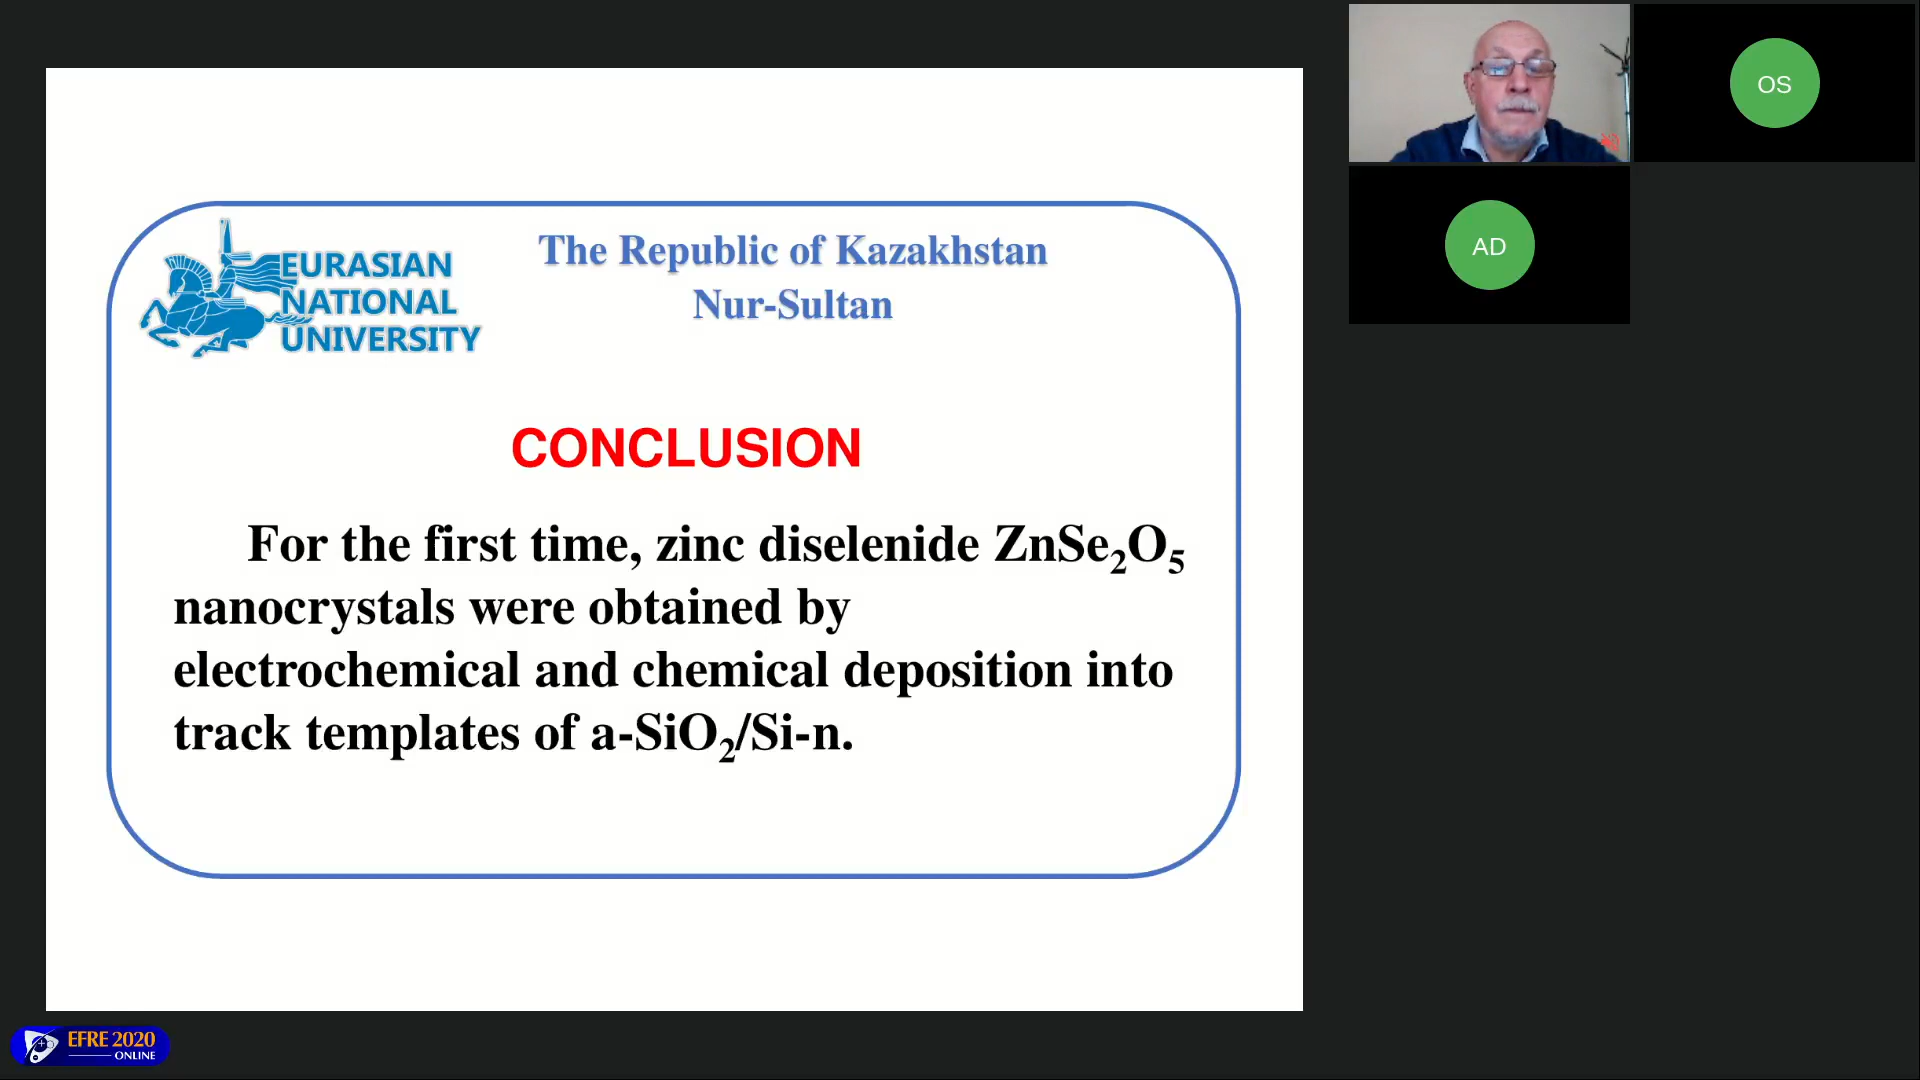 EURASIAN
NATIONAL
UNIVERSITY
The Republic of Kazakhstan
Nur-Sultan
CONCLUSION
For the first time, zinc diselenide ZnSe₂O₅
nanocrystals were obtained by
electrochemical and chemical deposition into
track templates of a-SiO₂/Si-n.
OS
AD
EFRE 2020
ONLINE